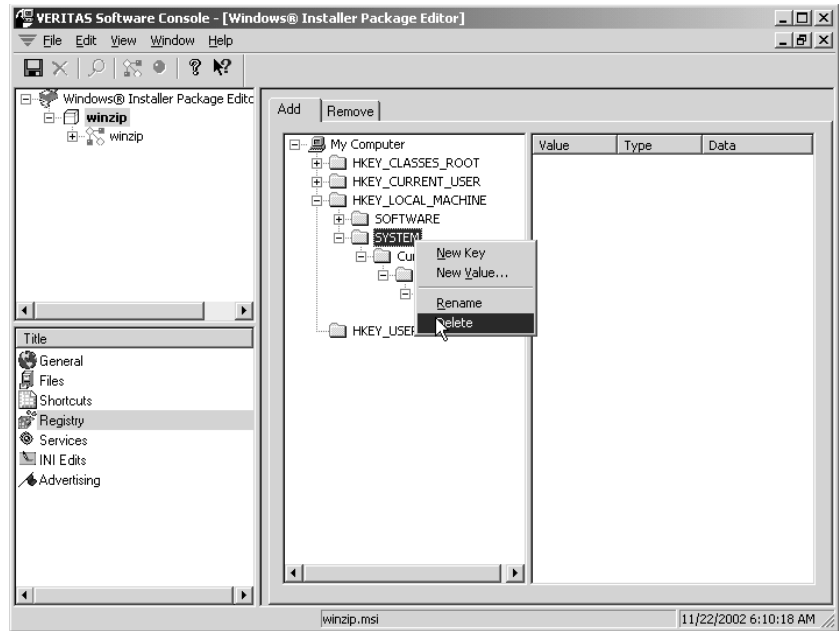 VERITAS Software Console - [Windows® Installer Package Editor]
File Edit View Window Help
Windows® Installer Package Editc
winzip
winzip
Title
General
Files
Shortcuts
Registry
Services
INI Edits
Advertising
Add Remove
My Computer
HKEY_CLASSES_ROOT
HKEY_CURRENT_USER
HKEY_LOCAL_MACHINE
SOFTWARE
SYSTEM
Cu
HKEY_USER
New Key
New Value...
Rename
Delete
Value Type Data
winzip.msi 11/22/2002 6:10:18 AM